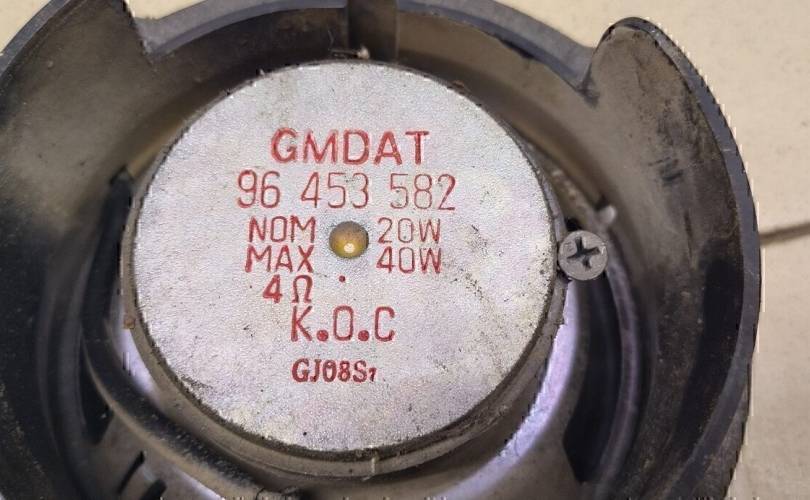 GMDAT
96 453 582
NOM 20W
MAX 40W
4Ω
K.O.C
GJ08S1